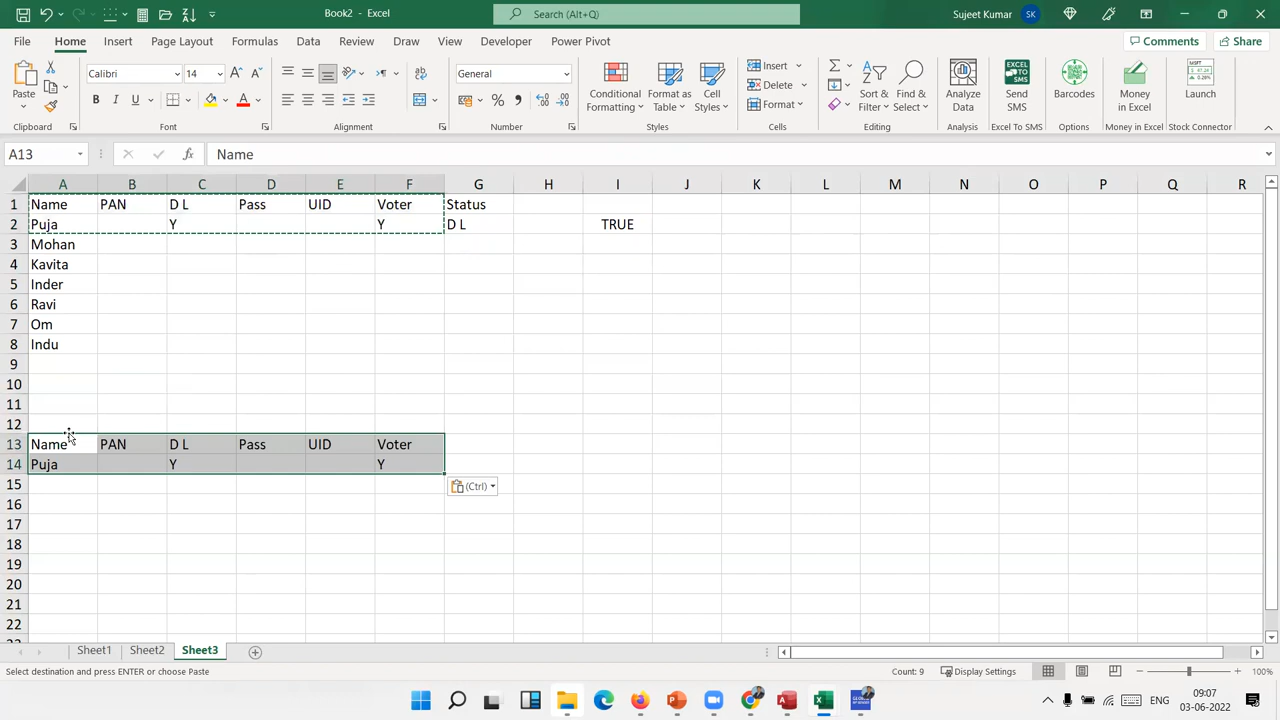 Book2 - Excel
Search (Alt+Q)
Sujeet Kumar
SK
File Home Insert Page Layout Formulas Data Review View Draw Developer Power Pivot
Comments
Share
Paste
Calibri
14
General
Conditional Formatting
Format as Table
Cell Styles
Insert
Delete
Format
Sort & Filter
Find & Select
Analyze Data
Send SMS
Barcodes
Money in Excel
Launch
Clipboard
Font
Alignment
Number
Styles
Cells
Editing
Analysis
Excel To SMS
Options
Money in Excel
Stock Connector
A13
fx
Name
A B C D E F G H I J K L M N O P Q R
1 Name PAN D L Pass UID Voter Status
2 Puja Y Y D L TRUE
3 Mohan
4 Kavita
5 Inder
6 Ravi
7 Om
8 Indu
9
10
11
12
13 Name PAN D L Pass UID Voter
14 Puja Y Y
15
(Ctrl)
16
17
18
19
20
21
22
Sheet1 Sheet2 Sheet3
Select destination and press ENTER or choose Paste
Count: 9
Display Settings
100%
ENG
09:07
03-06-2022